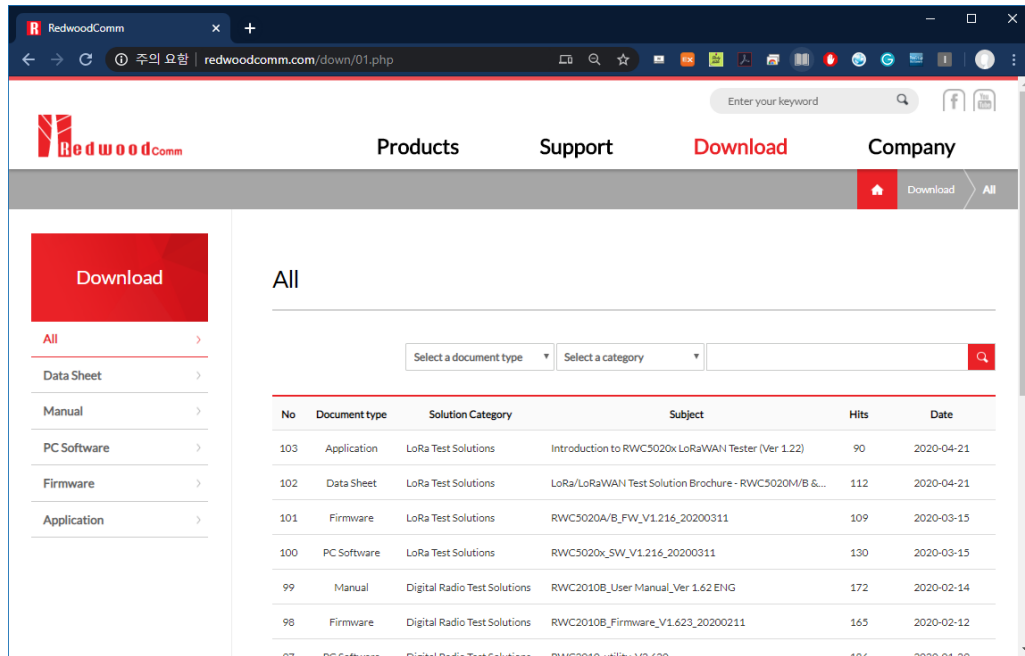 RedwoodComm
주의 요함 | redwoodcomm.com/down/01.php
Enter your keyword
RedwoodComm
Products Support Download Company
Download All
Download
All
Data Sheet
Manual
PC Software
Firmware
Application
All
Select a document type Select a category
No Document type Solution Category Subject Hits Date
103 Application LoRa Test Solutions Introduction to RWC5020x LoRaWAN Tester (Ver 1.22) 90 2020-04-21
102 Data Sheet LoRa Test Solutions LoRa/LoRaWAN Test Solution Brochure - RWC5020M/B &... 112 2020-04-21
101 Firmware LoRa Test Solutions RWC5020A/B_FW_V1.216_20200311 109 2020-03-15
100 PC Software LoRa Test Solutions RWC5020x_SW_V1.216_20200311 130 2020-03-15
99 Manual Digital Radio Test Solutions RWC2010B_User Manual_Ver 1.62 ENG 172 2020-02-14
98 Firmware Digital Radio Test Solutions RWC2010B_Firmware_V1.623_20200211 165 2020-02-12